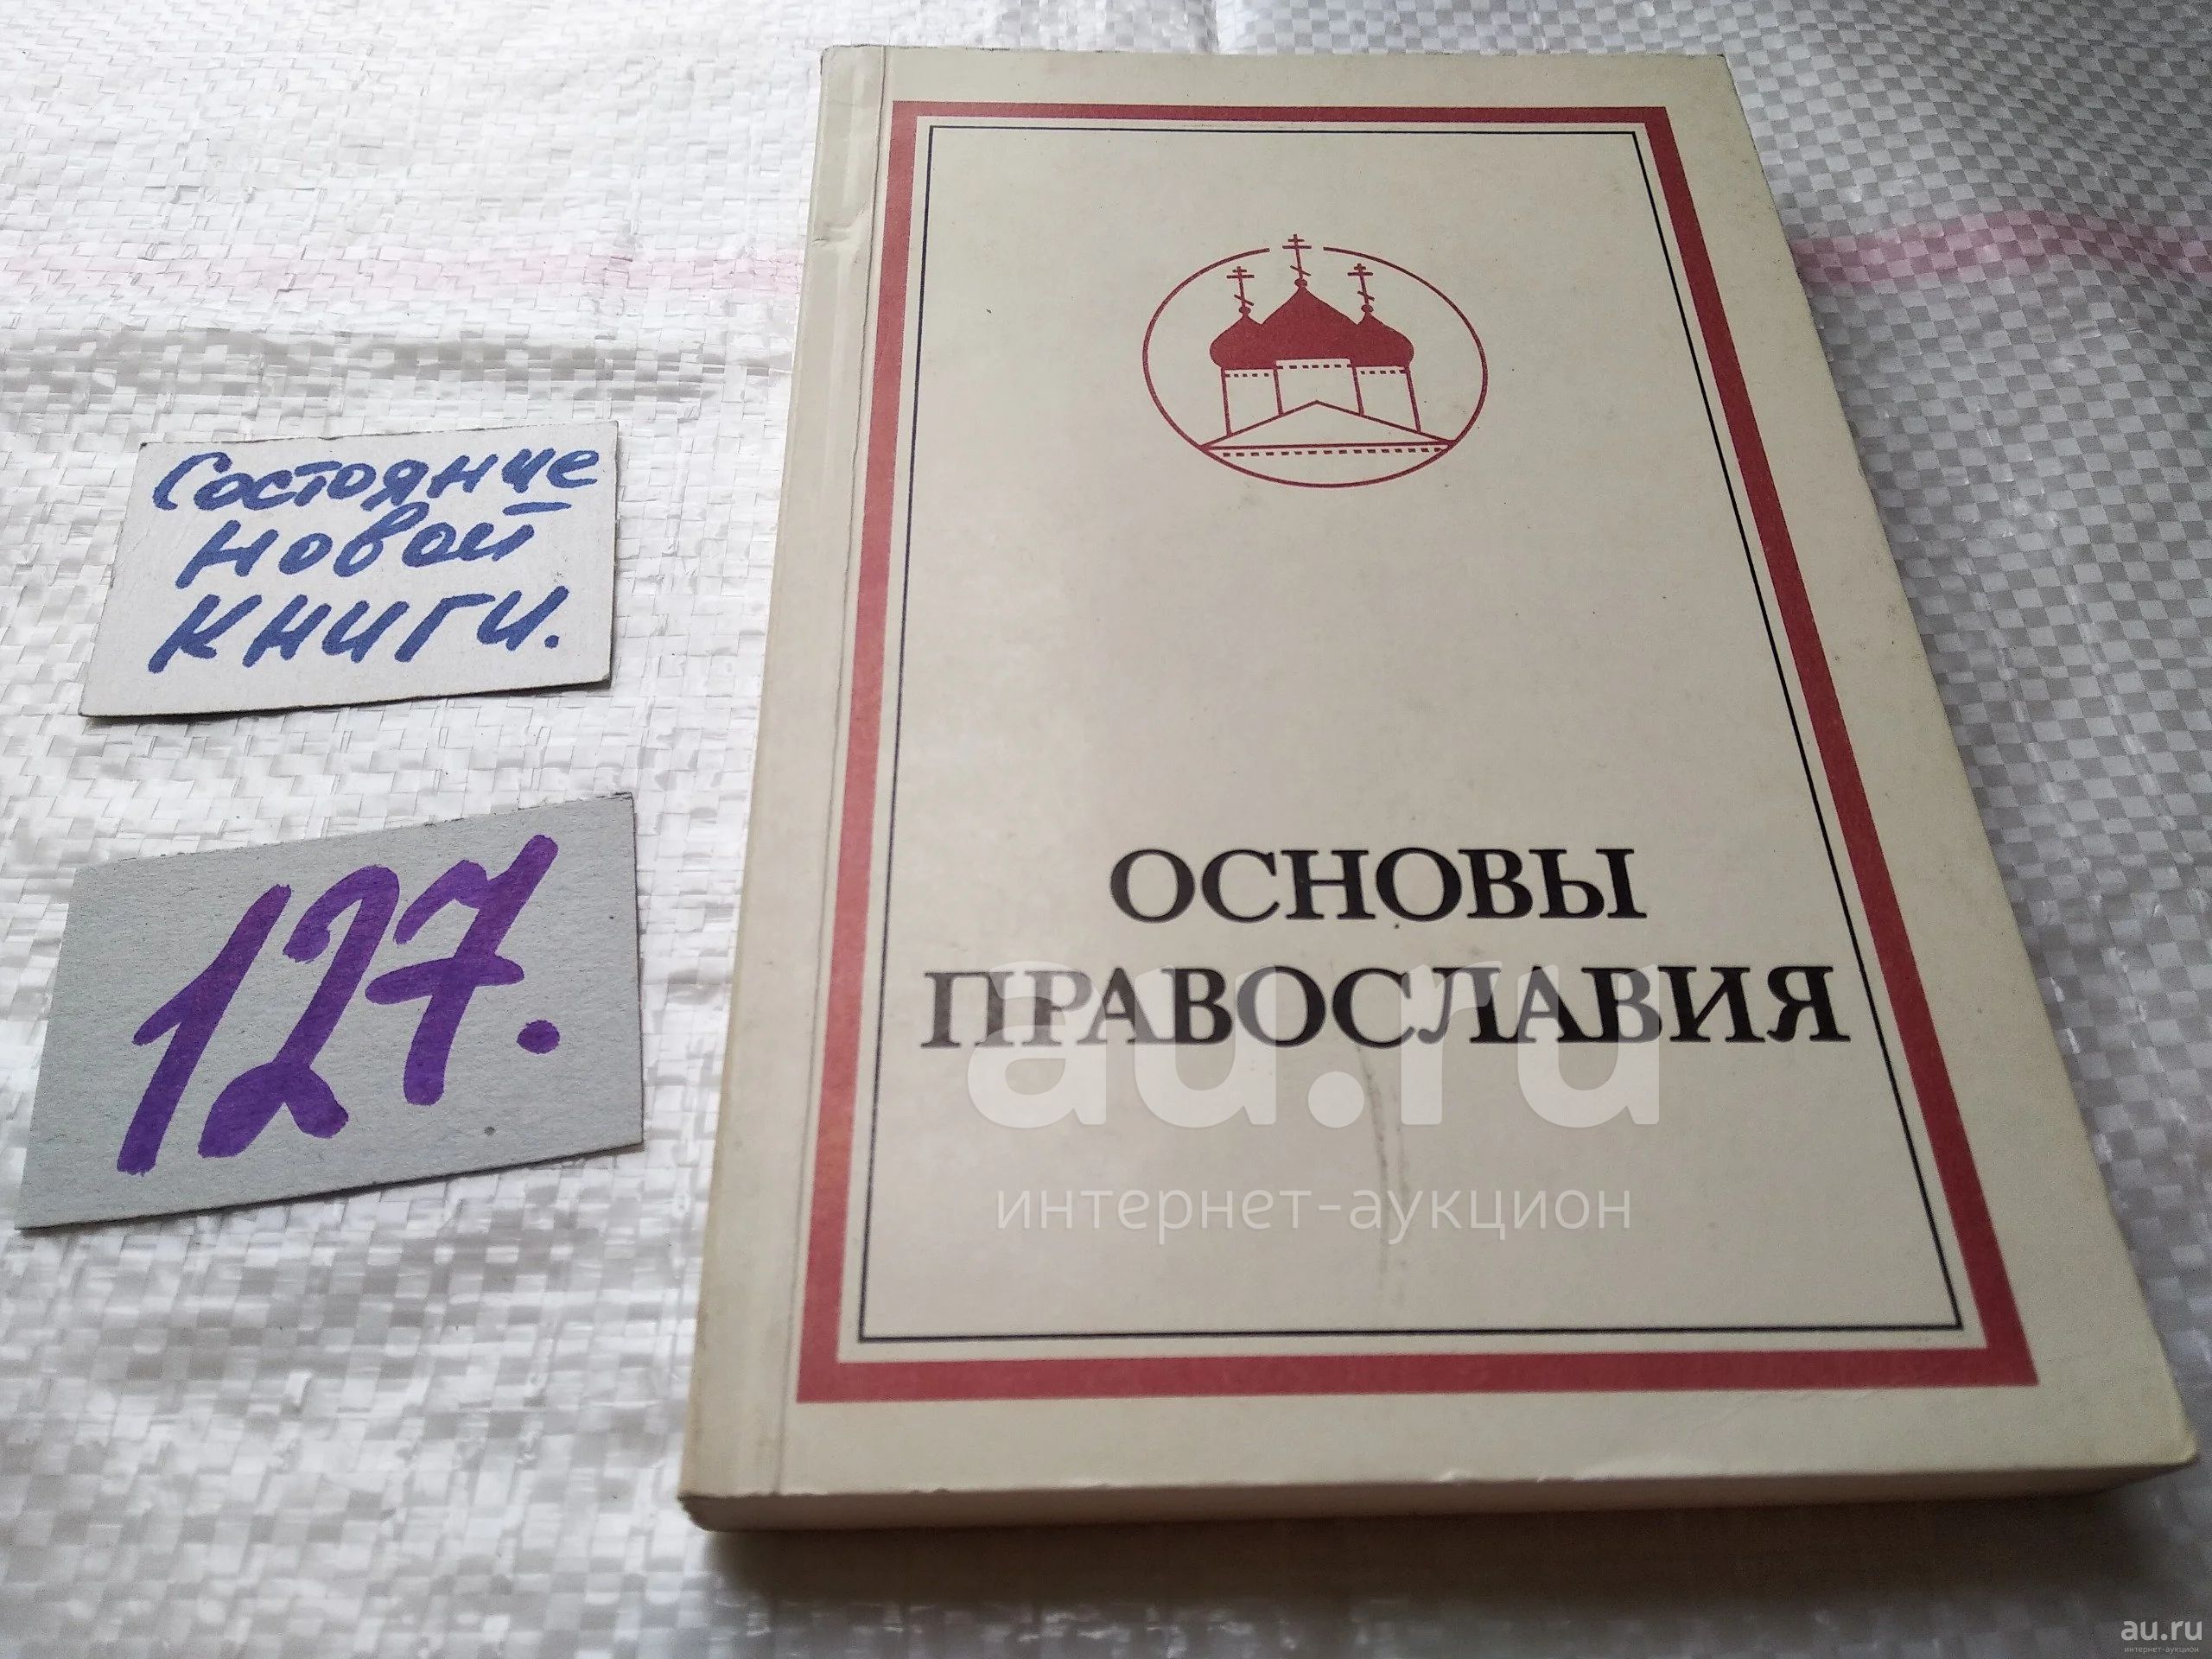 Состояние
новой
книги.
127.
ОСНОВЫ
ПРАВОСЛАВИЯ
au.ru
интернет-аукцион
au.ru
интернет-аукцион